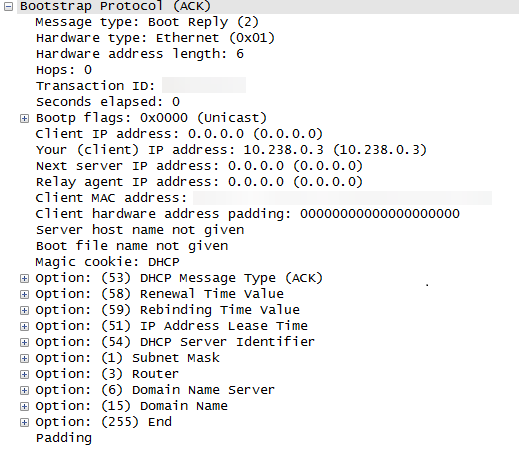 Bootstrap Protocol (ACK)
Message type: Boot Reply (2)
Hardware type: Ethernet (0x01)
Hardware address length: 6
Hops: 0
Transaction ID:
Seconds elapsed: 0
Bootp flags: 0x0000 (Unicast)
Client IP address: 0.0.0.0 (0.0.0.0)
Your (client) IP address: 10.238.0.3 (10.238.0.3)
Next server IP address: 0.0.0.0 (0.0.0.0)
Relay agent IP address: 0.0.0.0 (0.0.0.0)
Client MAC address:
Client hardware address padding: 00000000000000000000
Server host name not given
Boot file name not given
Magic cookie: DHCP
Option: (53) DHCP Message Type (ACK)
Option: (58) Renewal Time Value
Option: (59) Rebinding Time Value
Option: (51) IP Address Lease Time
Option: (54) DHCP Server Identifier
Option: (1) Subnet Mask
Option: (3) Router
Option: (6) Domain Name Server
Option: (15) Domain Name
Option: (255) End
Padding